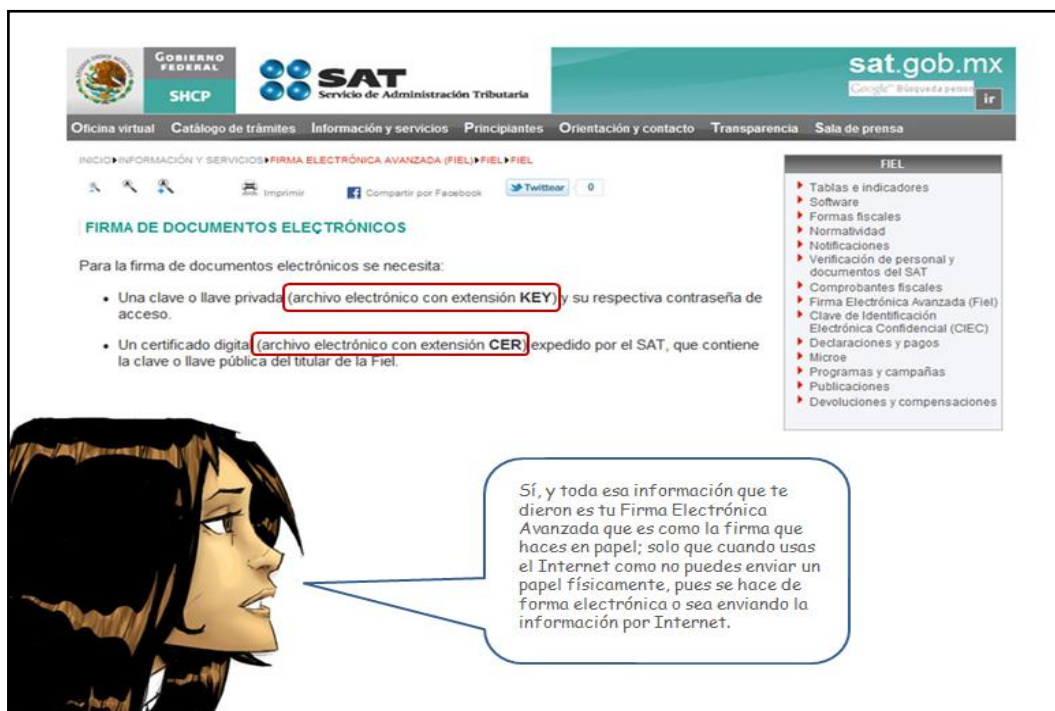 GOBIERNO
FEDERAL
SHCP
SAT
Servicio de Administración Tributaria
sat.gob.mx
Google Búsqueda person
ir
Oficina virtual Catálogo de trámites Información y servicios Principiantes Orientación y contacto Transparencia Sala de prensa
INICIO INFORMACIÓN Y SERVICIOS FIRMA ELECTRÓNICA AVANZADA (FIEL) FIEL FIEL
Imprimir Compartir por Facebook Twittear 0
FIRMA DE DOCUMENTOS ELECTRÓNICOS
Para la firma de documentos electrónicos se necesita:
• Una clave o llave privada (archivo electrónico con extensión KEY) y su respectiva contraseña de
acceso.
• Un certificado digital (archivo electrónico con extensión CER) expedido por el SAT, que contiene
la clave o llave pública del titular de la Fiel.
FIEL
Tablas e indicadores
Software
Formas fiscales
Normatividad
Notificaciones
Verificación de personal y
documentos del SAT
Comprobantes fiscales
Firma Electrónica Avanzada (Fiel)
Clave de Identificación
Electrónica Confidencial (CIEC)
Declaraciones y pagos
Microe
Programas y campañas
Publicaciones
Devoluciones y compensaciones
Sí, y toda esa información que te
dieron es tu Firma Electrónica
Avanzada que es como la firma que
haces en papel; solo que cuando usas
el Internet como no puedes enviar un
papel físicamente, pues se hace de
forma electrónica o sea enviando la
información por Internet.